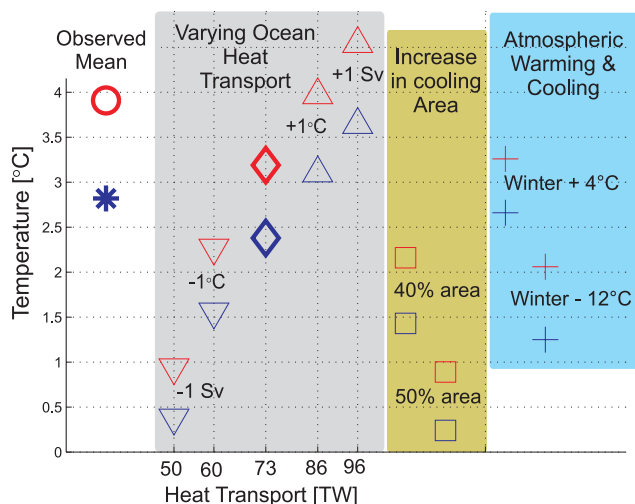 Observed
Mean
Varying Ocean
Heat
Transport
Increase
in cooling
Area
Atmospheric
Warming &
Cooling
+1 Sv
+1°C
-1°C
-1 Sv
40% area
50% area
Winter + 4°C
Winter - 12°C
Temperature [°C]
4
3.5
3
2.5
2
1.5
1
0.5
0
50 60 73 86 96
Heat Transport [TW]